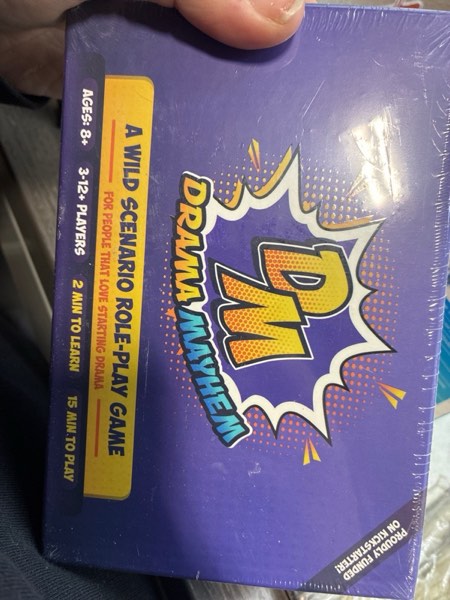 PROUDLY FUNDED
ON KICKSTARTER!
DM
DRAMA MAYHEM
A WILD SCENARIO ROLE-PLAY GAME
FOR PEOPLE THAT LOVE STARTING DRAMA
AGES: 8+ 3-12+ PLAYERS 2 MIN TO LEARN 15 MIN TO PLAY